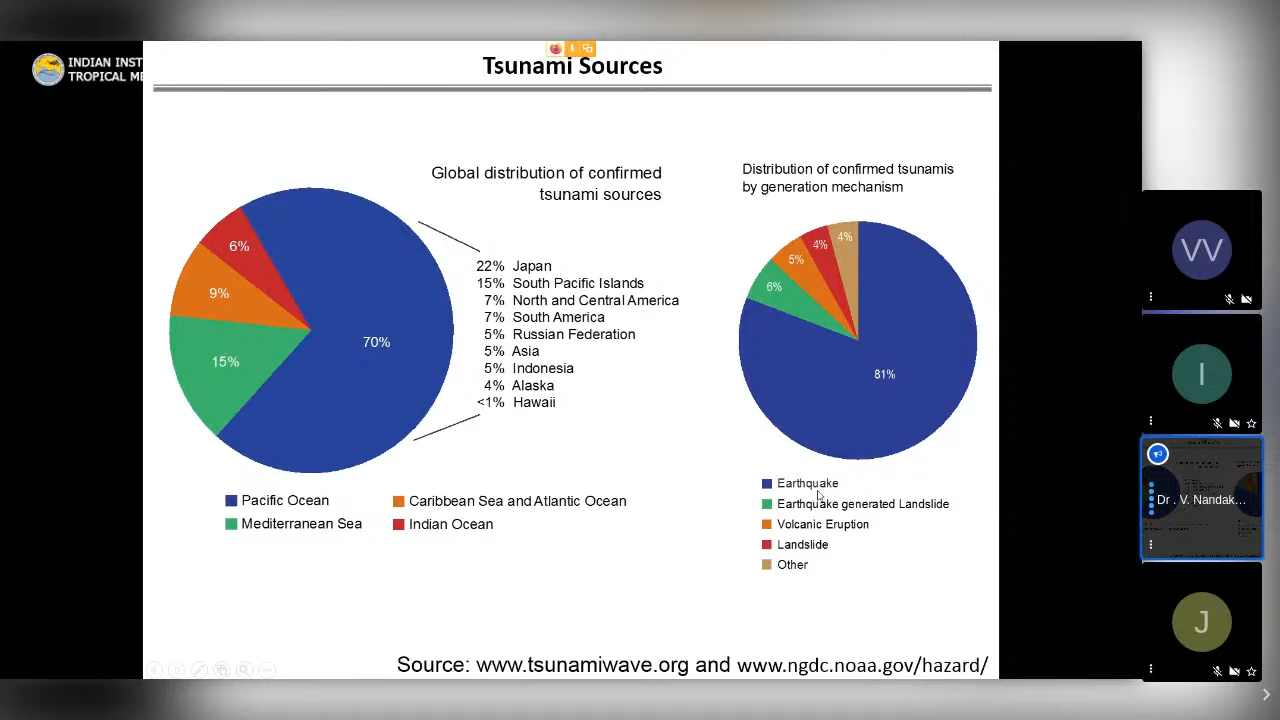 INDIAN INST
TROPICAL ME
Tsunami Sources
Global distribution of confirmed
tsunami sources
Distribution of confirmed tsunamis
by generation mechanism
6%
9%
15%
70%
22% Japan
15% South Pacific Islands
7% North and Central America
7% South America
5% Russian Federation
5% Asia
5% Indonesia
4% Alaska
<1% Hawaii
Pacific Ocean
Caribbean Sea and Atlantic Ocean
Mediterranean Sea
Indian Ocean
4%
4%
5%
6%
81%
Earthquake
Earthquake generated Landslide
Volcanic Eruption
Landslide
Other
Source: www.tsunamiwave.org and www.ngdc.noaa.gov/hazard/
VV
I
Dr . V. Nandak...
J